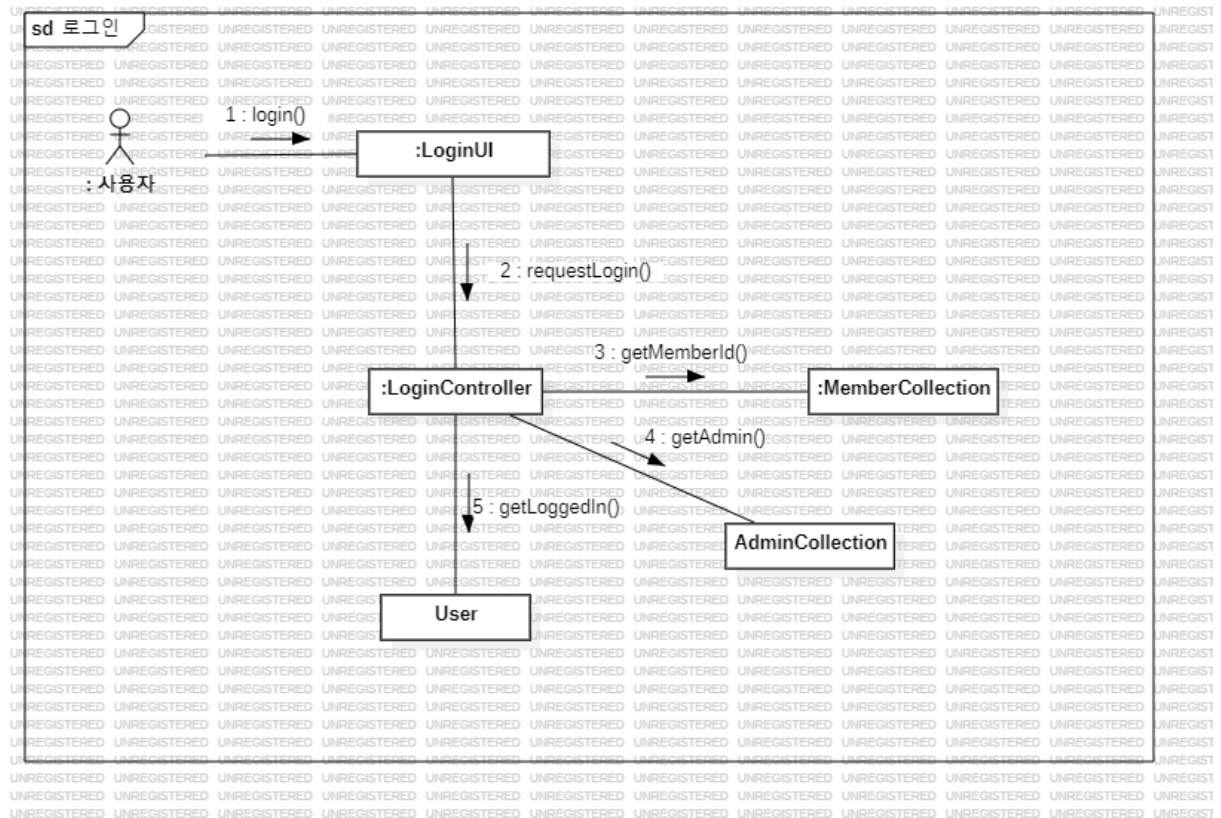 sd 로그인
1 : login()
: 사용자
:LoginUI
2 : requestLogin()
3 : getMemberId()
:LoginController
:MemberCollection
4 : getAdmin()
5 : getLoggedIn()
AdminCollection
User
UNREGISTERED